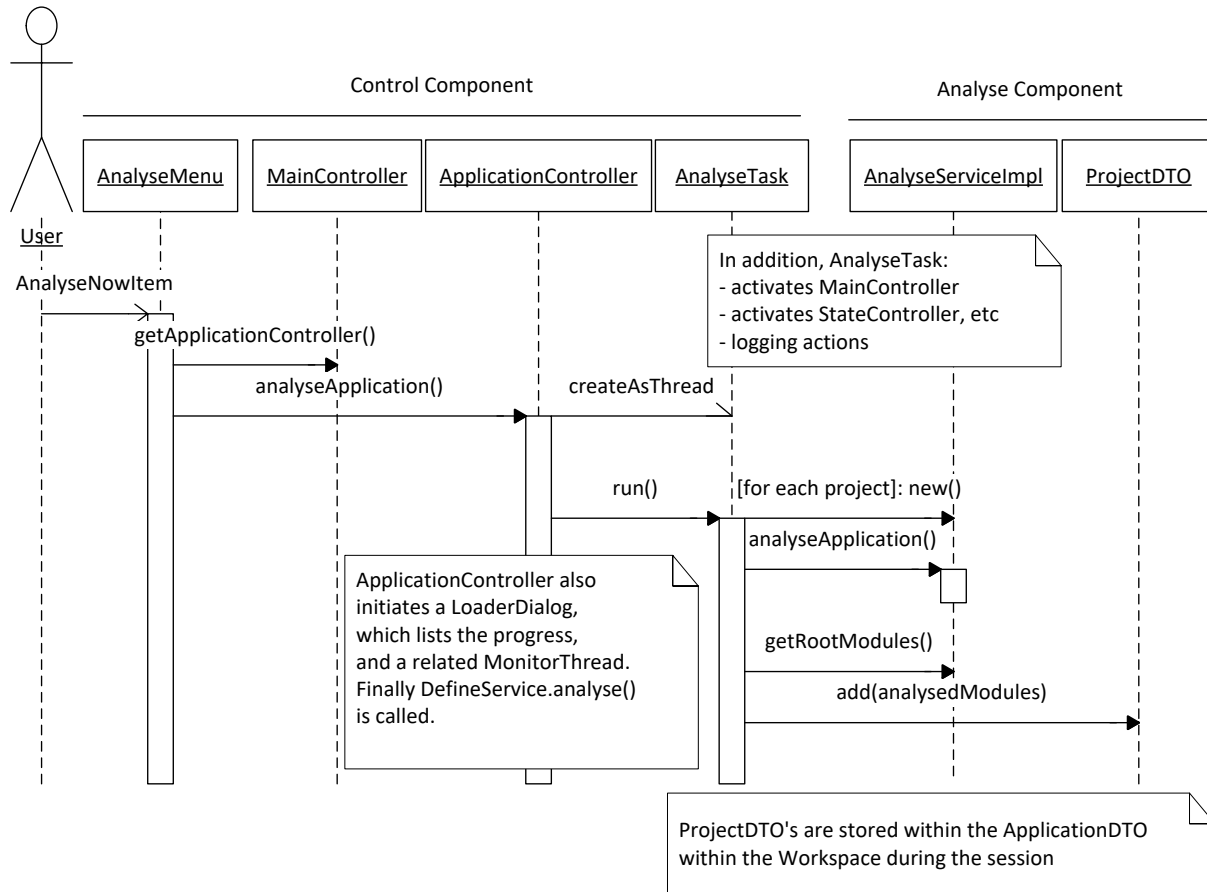 Control Component
Analyse Component
AnalyseMenu
MainController
ApplicationController
AnalyseTask
AnalyseServiceImpl
ProjectDTO
User
In addition, AnalyseTask:
- activates MainController
- activates StateController, etc
- logging actions
AnalyseNowItem
getApplicationController()
analyseApplication()
createAsThread
run()
[for each project]: new()
analyseApplication()
ApplicationController also
initiates a LoaderDialog,
which lists the progress,
and a related MonitorThread.
Finally DefineService.analyse()
is called.
getRootModules()
add(analysedModules)
ProjectDTO's are stored within the ApplicationDTO
within the Workspace during the session